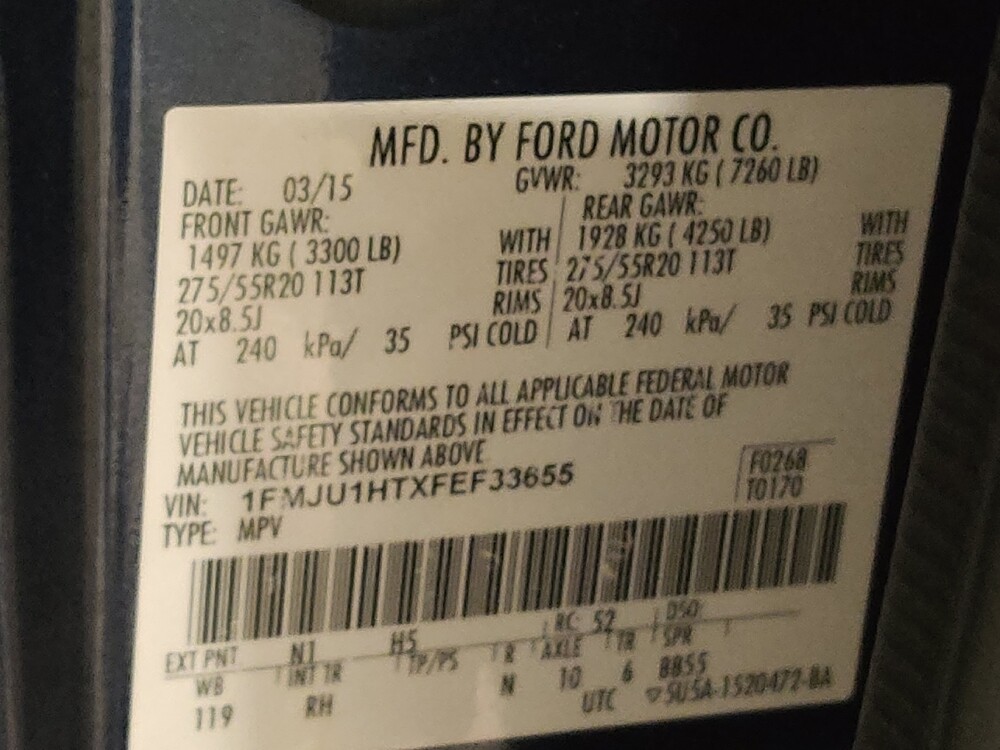 MFD. BY FORD MOTOR CO.
DATE: 03/15 GVWR: 3293 KG ( 7260 LB)
FRONT GAWR: REAR GAWR:
1497 KG ( 3300 LB) WITH 1928 KG ( 4250 LB) WITH
275/55R20 113T TIRES 275/55R20 113T TIRES
20x8.5J RIMS 20x8.5J RIMS
AT 240 kPa/ 35 PSI COLD AT 240 kPa/ 35 PSI COLD
THIS VEHICLE CONFORMS TO ALL APPLICABLE FEDERAL MOTOR
VEHICLE SAFETY STANDARDS IN EFFECT ON THE DATE OF
MANUFACTURE SHOWN ABOVE
VIN: 1FMJU1HTXFEF33655 F0268
TYPE: MPV T0170
RC: 52 DSO:
EXT PNT N1 H5
WB INT TR TP/PS R AXLE TR SPR
119 RH N 10 6 BB55
UTC ▽5U5A-1520472-BA